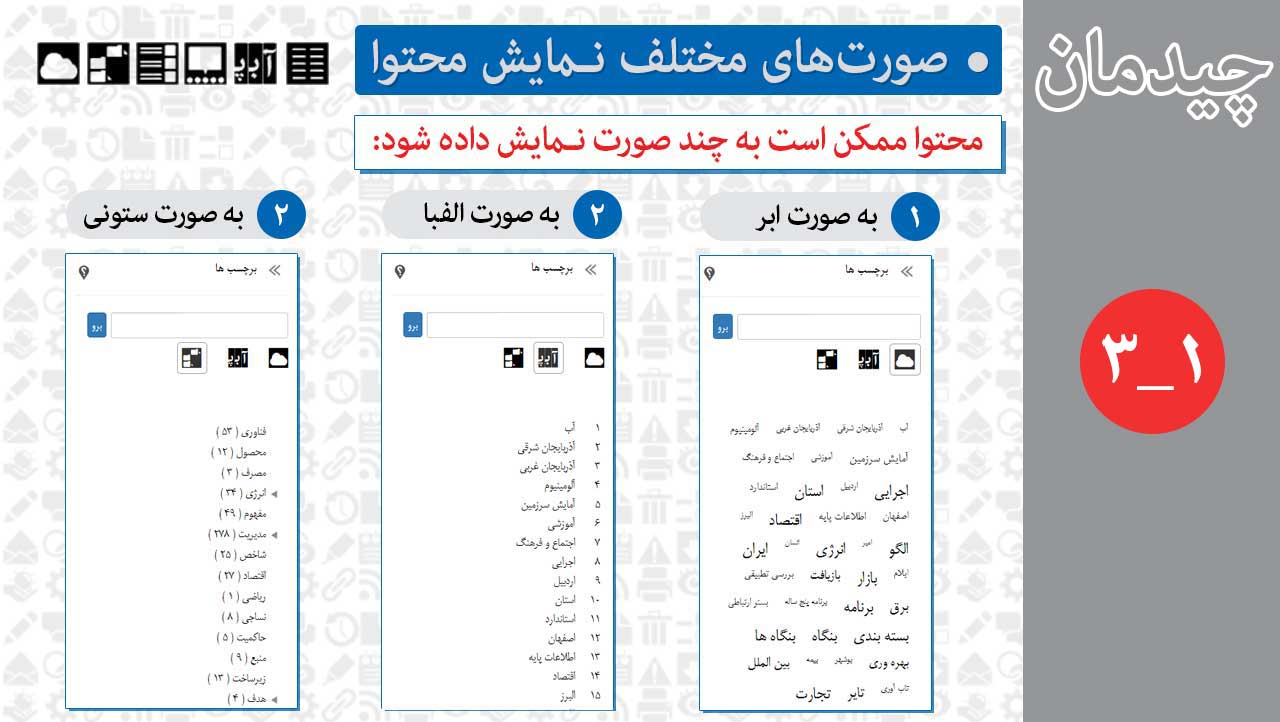 چیدمان
۱_۳
• صورت‌های مختلف نمایش محتوا
آ ب پ
محتوا ممکن است به چند صورت نمایش داده شود:
۱ به صورت ابر
برچسب ها
؟
برو
آ ب پ
آب آذربایجان شرقی آذربایجان غربی آلومینیوم
آمایش سرزمین آموزشی اجتماع و فرهنگ
اجرایی اردبیل استان استاندارد
اصفهان اطلاعات پایه اقتصاد البرز
الگو امیر انرژی انسان ایران
ایلام بازار بازیافت بررسی تطبیقی
برق برنامه برنامه پنج ساله بستر ارتباطی
بسته بندی بنگاه بنگاه ها
بهره وری بوشهر بیمه بین الملل
تاب آوری تایر تجارت
۲ به صورت الفبا
برچسب ها
؟
برو
آ ب پ
۱ آب
۲ آذربایجان شرقی
۳ آذربایجان غربی
۴ آلومینیوم
۵ آمایش سرزمین
۶ آموزشی
۷ اجتماع و فرهنگ
۸ اجرایی
۹ اردبیل
۱۰ استان
۱۱ استاندارد
۱۲ اصفهان
۱۳ اطلاعات پایه
۱۴ اقتصاد
۱۵ البرز
۲ به صورت ستونی
برچسب ها
؟
برو
آ ب پ
فناوری ( ۵۳ )
محصول ( ۱۲ )
مصرف ( ۳ )
انرژی ( ۳۴ )
مفهوم ( ۴۹ )
مدیریت ( ۲۷۸ )
شاخص ( ۲۵ )
اقتصاد ( ۲۷ )
ریاضی ( ۱ )
نساجی ( ۸ )
حاکمیت ( ۵ )
منبع ( ۹ )
زیرساخت ( ۱۳ )
هدف ( ۴ )